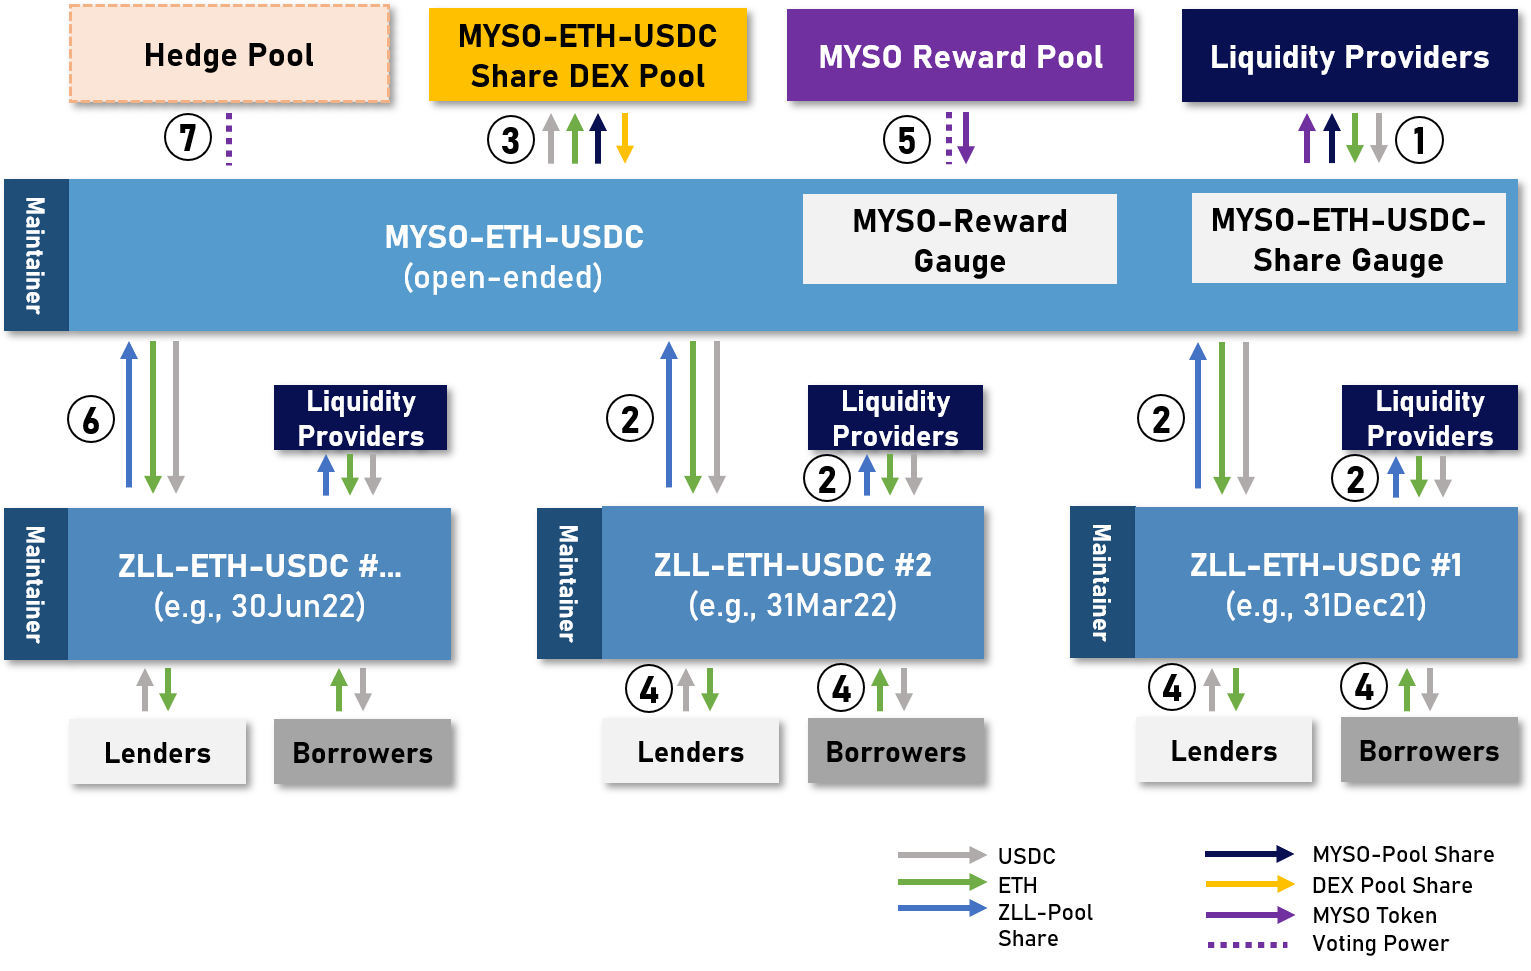 Hedge Pool
MYSO-ETH-USDC
Share DEX Pool
MYSO Reward Pool
Liquidity Providers
7
3
5
1
Maintainer
MYSO-ETH-USDC
(open-ended)
MYSO-Reward
Gauge
MYSO-ETH-USDC-
Share Gauge
6
Liquidity
Providers
2
Liquidity
Providers
2
2
Liquidity
Providers
2
Maintainer
ZLL-ETH-USDC #...
(e.g., 30Jun22)
Maintainer
ZLL-ETH-USDC #2
(e.g., 31Mar22)
Maintainer
ZLL-ETH-USDC #1
(e.g., 31Dec21)
4
4
4
4
Lenders
Borrowers
Lenders
Borrowers
Lenders
Borrowers
USDC
ETH
ZLL-Pool
Share
MYSO-Pool Share
DEX Pool Share
MYSO Token
Voting Power